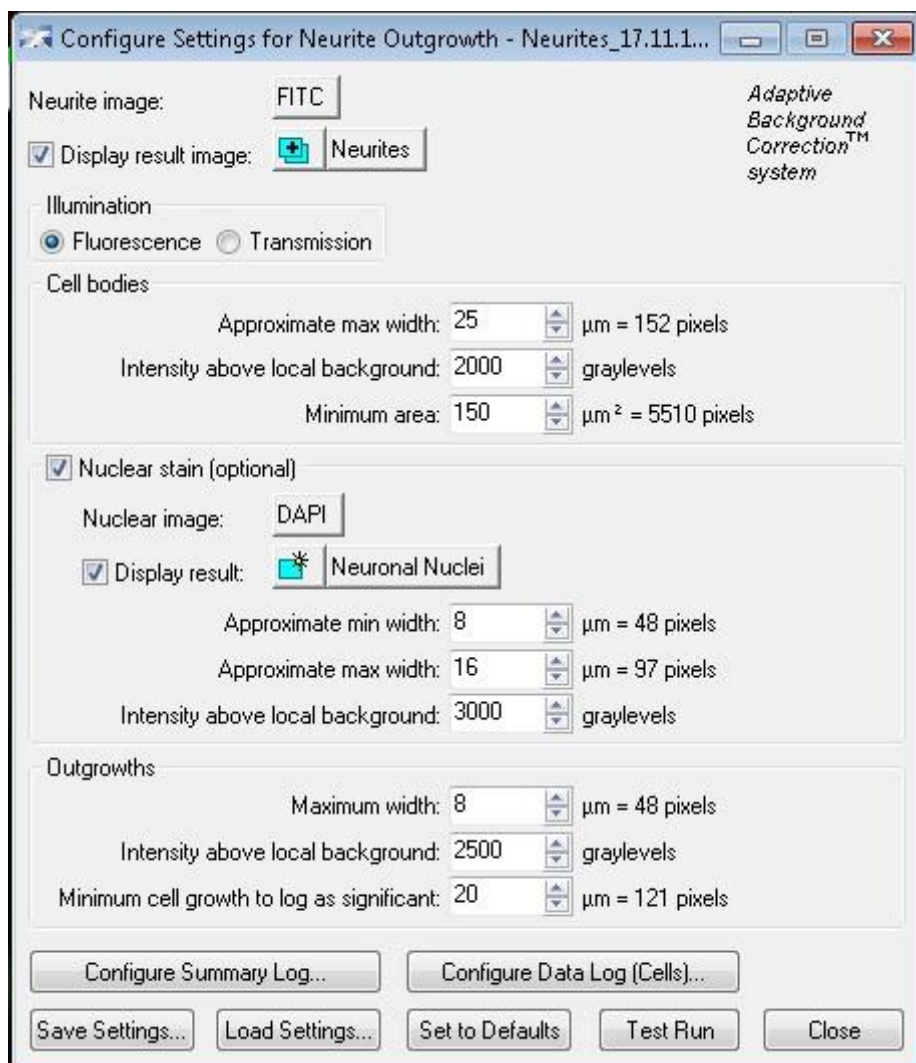 Configure Settings for Neurite Outgrowth - Neurites_17.11.1...
Neurite image: FITC
Adaptive
Background
Correction™
system
Display result image: Neurites
Illumination
Fluorescence Transmission
Cell bodies
Approximate max width: 25 µm = 152 pixels
Intensity above local background: 2000 graylevels
Minimum area: 150 µm² = 5510 pixels
Nuclear stain (optional)
Nuclear image: DAPI
Display result: Neuronal Nuclei
Approximate min width: 8 µm = 48 pixels
Approximate max width: 16 µm = 97 pixels
Intensity above local background: 3000 graylevels
Outgrowths
Maximum width: 8 µm = 48 pixels
Intensity above local background: 2500 graylevels
Minimum cell growth to log as significant: 20 µm = 121 pixels
Configure Summary Log... Configure Data Log (Cells)...
Save Settings... Load Settings... Set to Defaults Test Run Close